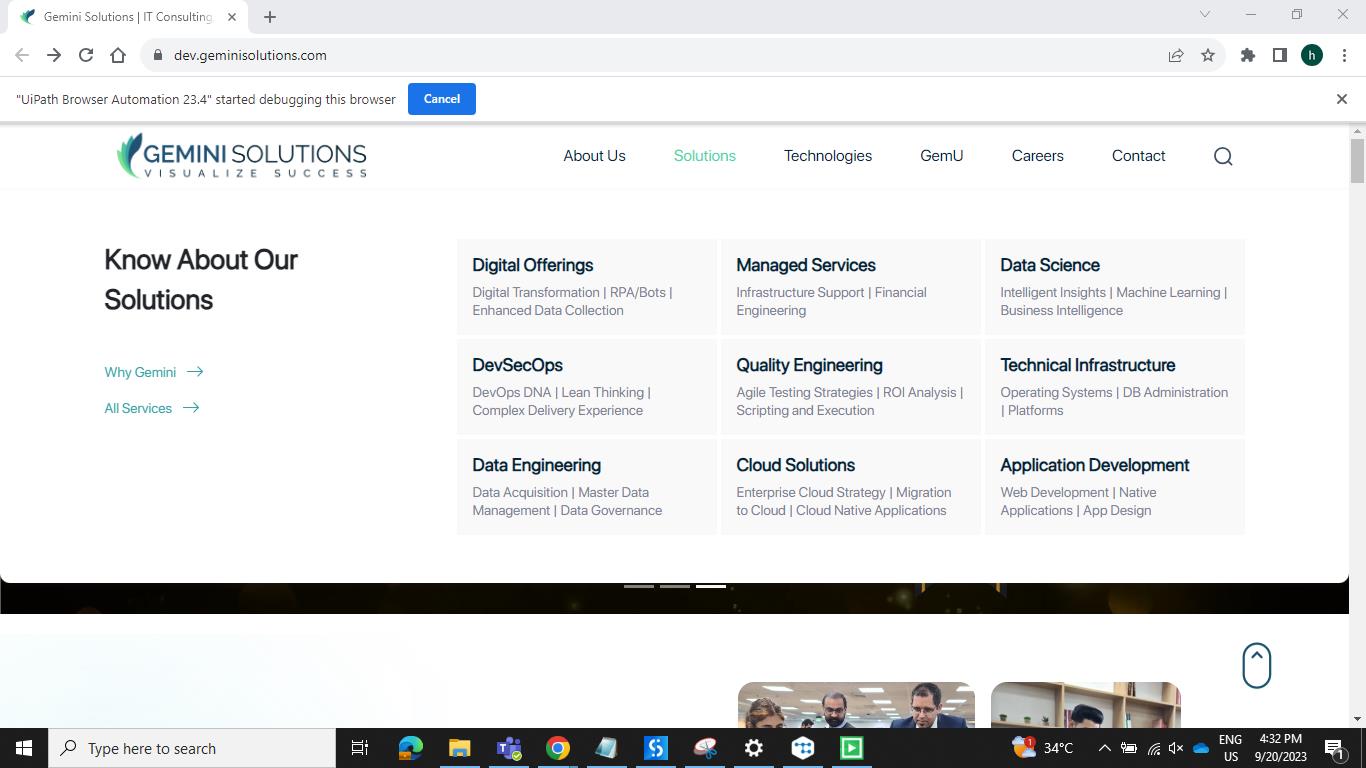 Gemini Solutions | IT Consulting,
dev.geminisolutions.com
h
"UiPath Browser Automation 23.4" started debugging this browser
Cancel
GEMINI SOLUTIONS
VISUALIZE SUCCESS
About Us
Solutions
Technologies
GemU
Careers
Contact
Know About Our
Solutions
Why Gemini
All Services
Digital Offerings
Digital Transformation | RPA/Bots |
Enhanced Data Collection
Managed Services
Infrastructure Support | Financial
Engineering
Data Science
Intelligent Insights | Machine Learning |
Business Intelligence
DevSecOps
DevOps DNA | Lean Thinking |
Complex Delivery Experience
Quality Engineering
Agile Testing Strategies | ROI Analysis |
Scripting and Execution
Technical Infrastructure
Operating Systems | DB Administration
| Platforms
Data Engineering
Data Acquisition | Master Data
Management | Data Governance
Cloud Solutions
Enterprise Cloud Strategy | Migration
to Cloud | Cloud Native Applications
Application Development
Web Development | Native
Applications | App Design
Type here to search
1
34°C
ENG
US
4:32 PM
9/20/2023
1